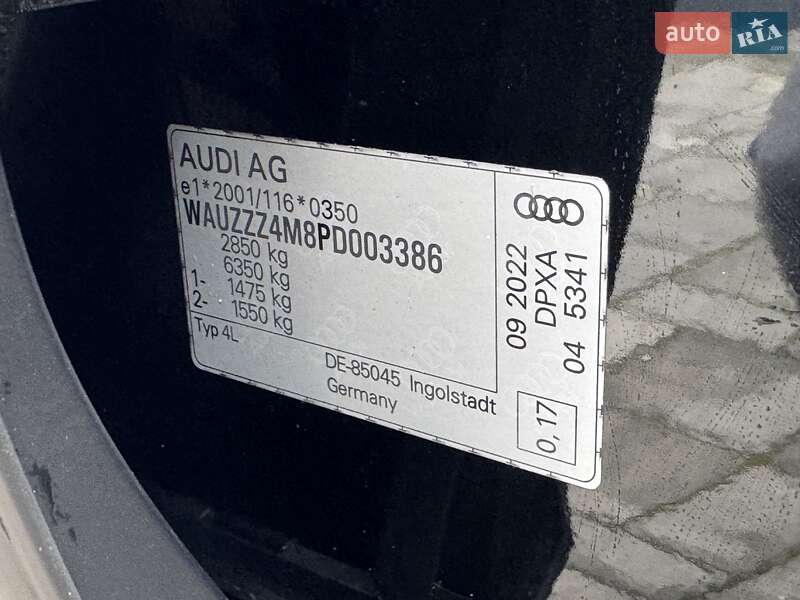 auto RIA
.com
AUDI AG
e1*2001/116*0350
WAUZZZ4M8PD003386
2850 kg
6350 kg
1- 1475 kg
2- 1550 kg
Typ 4L
DE-85045 Ingolstadt
Germany
09 2022
DPXA
04 5341
0,17